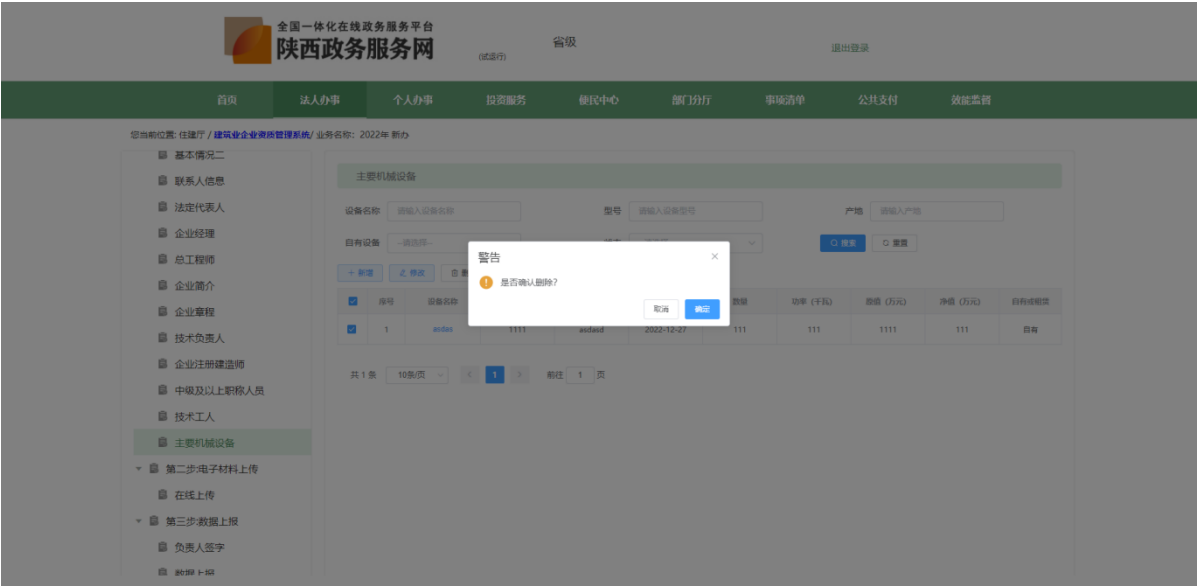 全国一体化在线政务服务平台
陕西政务服务网
(试运行)
省级
退出登录
首页 法人办事 个人办事 投资服务 便民中心 部门分厅 事项清单 公共支付 效能监督
您当前位置: 住建厅 / 建筑业企业资质管理系统/ 业务名称：2022年 新办
基本情况二
联系人信息
法定代表人
企业经理
总工程师
企业简介
企业章程
技术负责人
企业注册建造师
中级及以上职称人员
技术工人
主要机械设备
第二步:电子材料上传
在线上传
第三步:数据上报
负责人签字
数据上报
主要机械设备
设备名称 请输入设备名称 型号 请输入设备型号 产地 请输入产地
自有设备 -请选择- 搜索 重置
+ 新增 修改
序号 设备名称 数量 功率（千瓦） 原值（万元） 净值（万元） 自有或租赁
1 asdas 1111 asdasd 2022-12-27 111 111 1111 111 自有
共 1 条 10条/页 < 1 > 前往 1 页
警告
是否确认删除?
取消 确定